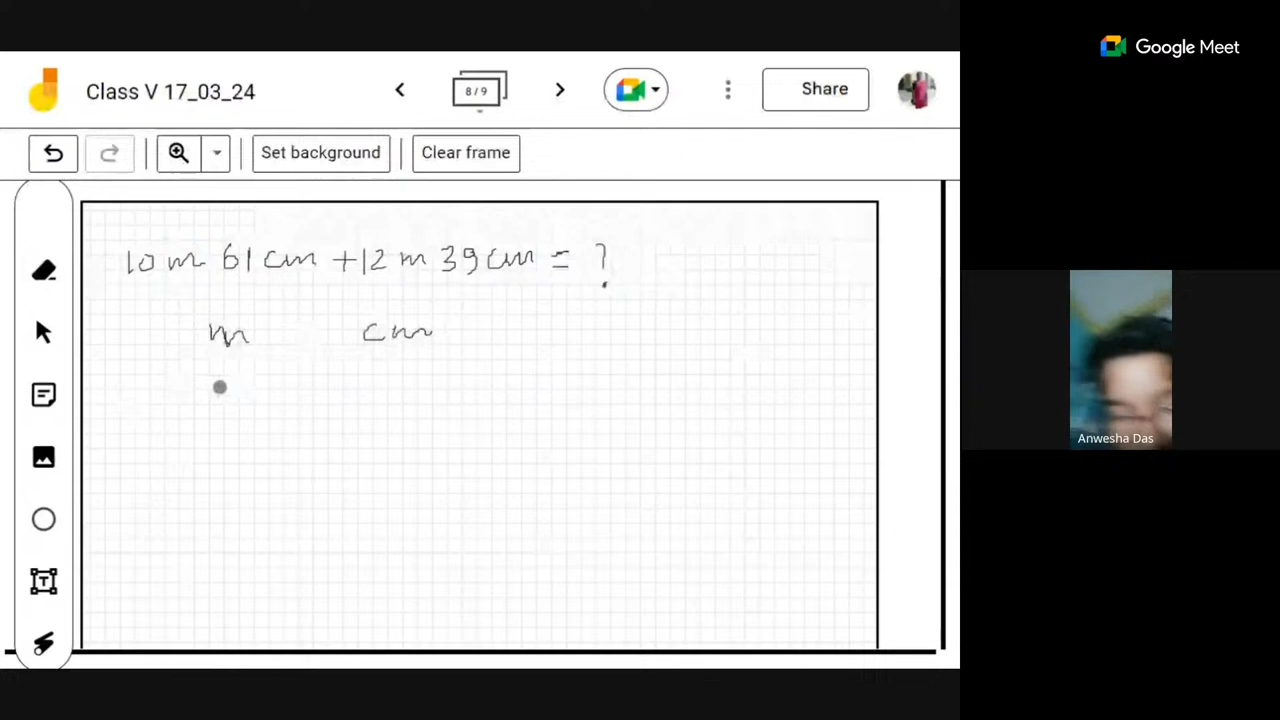 Google Meet
Class V 17_03_24
8/9
Share
Set background
Clear frame
10 m 61 cm + 12 m 39 cm = ?
m cm
T
Anwesha Das